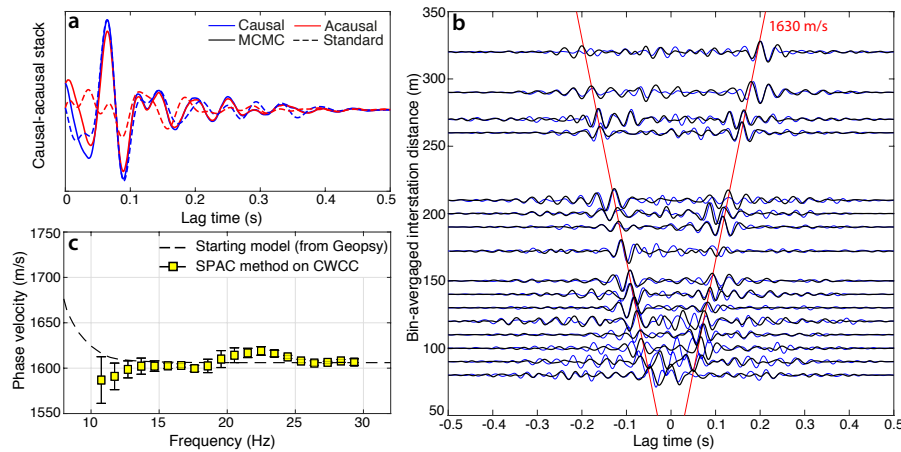 a
Causal
Acausal
MCMC
Standard
Causal-acausal stack
0
0.1
0.2
0.3
0.4
0.5
Lag time (s)
c
1750
1700
1650
1600
1550
Phase velocity (m/s)
Starting model (from Geopsy)
SPAC method on CWCC
10
15
20
25
30
Frequency (Hz)
b
1630 m/s
350
300
250
200
150
100
50
Bin-avergaged interstation distance (m)
-0.5
-0.4
-0.3
-0.2
-0.1
0
0.1
0.2
0.3
0.4
0.5
Lag time (s)